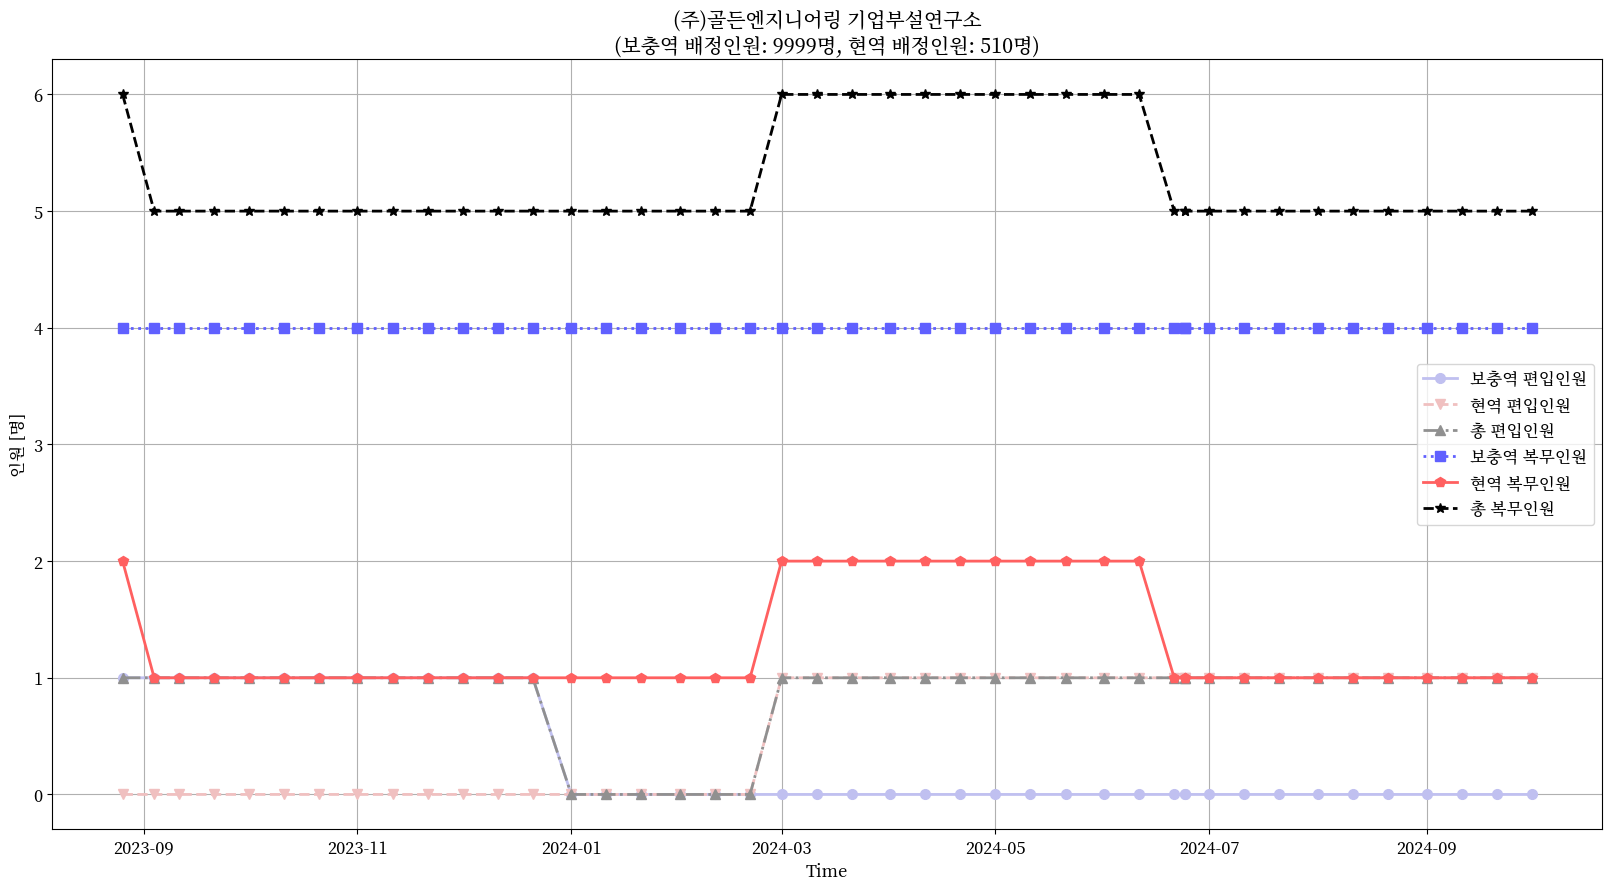 (주)골든엔지니어링 기업부설연구소
(보충역 배정인원: 9999명, 현역 배정인원: 510명)
6
5
4
3
2
1
0
인원 [명]
보충역 편입인원
현역 편입인원
총 편입인원
보충역 복무인원
현역 복무인원
총 복무인원
2023-09 2023-11 2024-01 2024-03 2024-05 2024-07 2024-09
Time